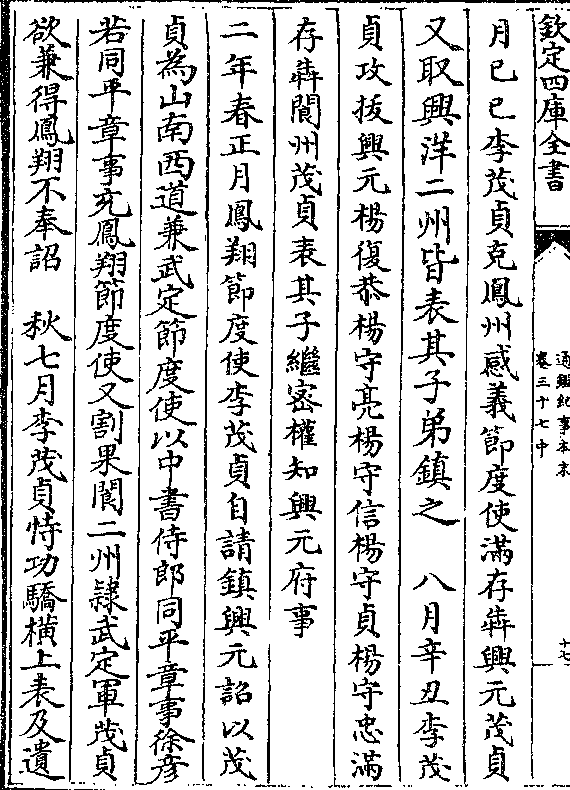 欽定四庫全書
通鑑紀事本末
卷三十七中
十七
月己巳李茂貞克鳳州感義節度使滿存犇興元茂貞
又取興洋二州皆表其子弟鎮之　八月辛丑李茂
貞攻拔興元楊復恭楊守亮楊守信楊守貞楊守忠滿
存犇閬州茂貞表其子繼密權知興元府事
二年春正月鳳翔節度使李茂貞自請鎮興元詔以茂
貞為山南西道兼武定節度使以中書侍郎同平章事徐彦
若同平章事充鳳翔節度使又割果閬二州隸武定軍茂貞
欲兼得鳳翔不奉詔　秋七月李茂貞恃功驕橫上表及遺